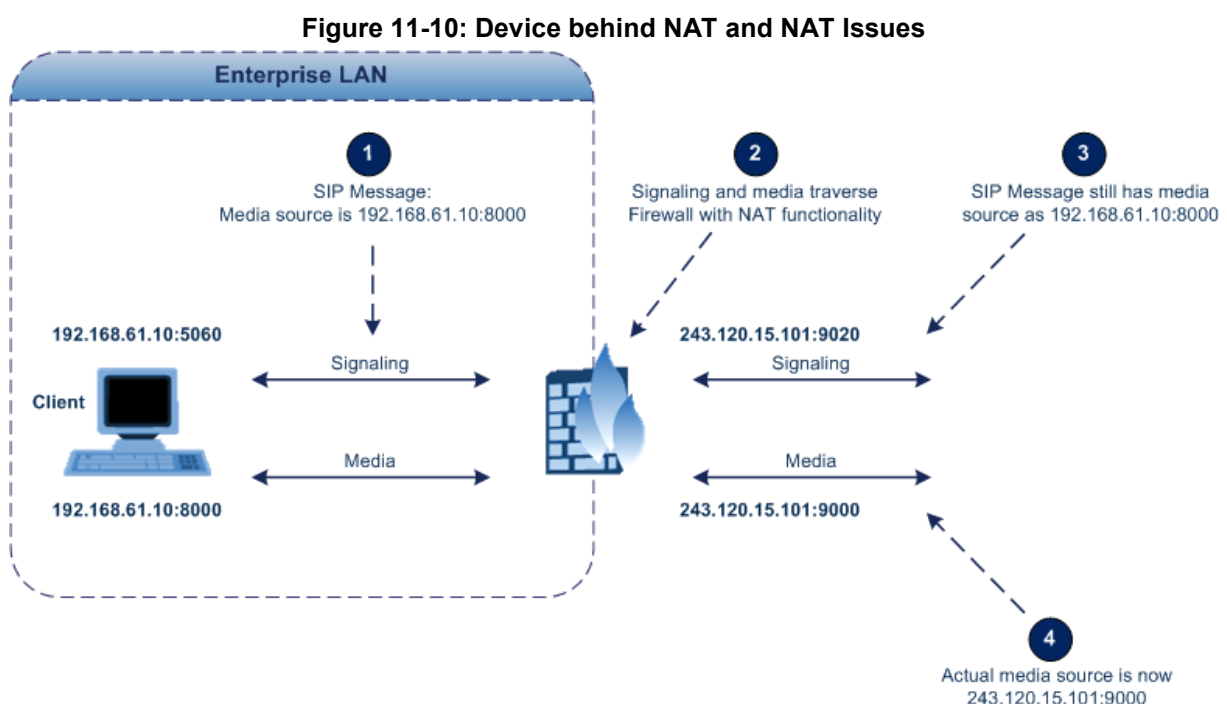 Figure 11-10: Device behind NAT and NAT Issues
Enterprise LAN
1
SIP Message:
Media source is 192.168.61.10:8000
2
Signaling and media traverse
Firewall with NAT functionality
3
SIP Message still has media
source as 192.168.61.10:8000
192.168.61.10:5060
Signaling
243.120.15.101:9020
Signaling
Client
Media
Media
192.168.61.10:8000
243.120.15.101:9000
4
Actual media source is now
243.120.15.101:9000